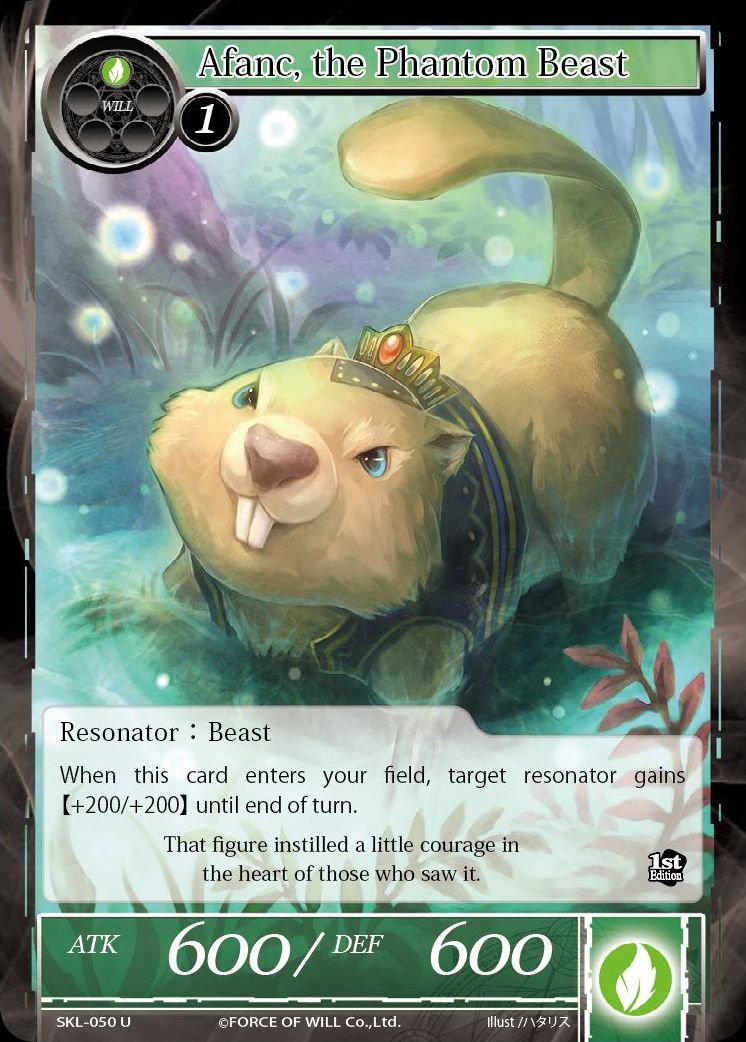 Afanc, the Phantom Beast
WILL
1
Resonator : Beast
When this card enters your field, target resonator gains
【+200/+200】 until end of turn.
That figure instilled a little courage in
the heart of those who saw it.
1st
Edition
ATK 600 / DEF 600
SKL-050 U ©FORCE OF WILL Co.,Ltd. Illust /ハタリス